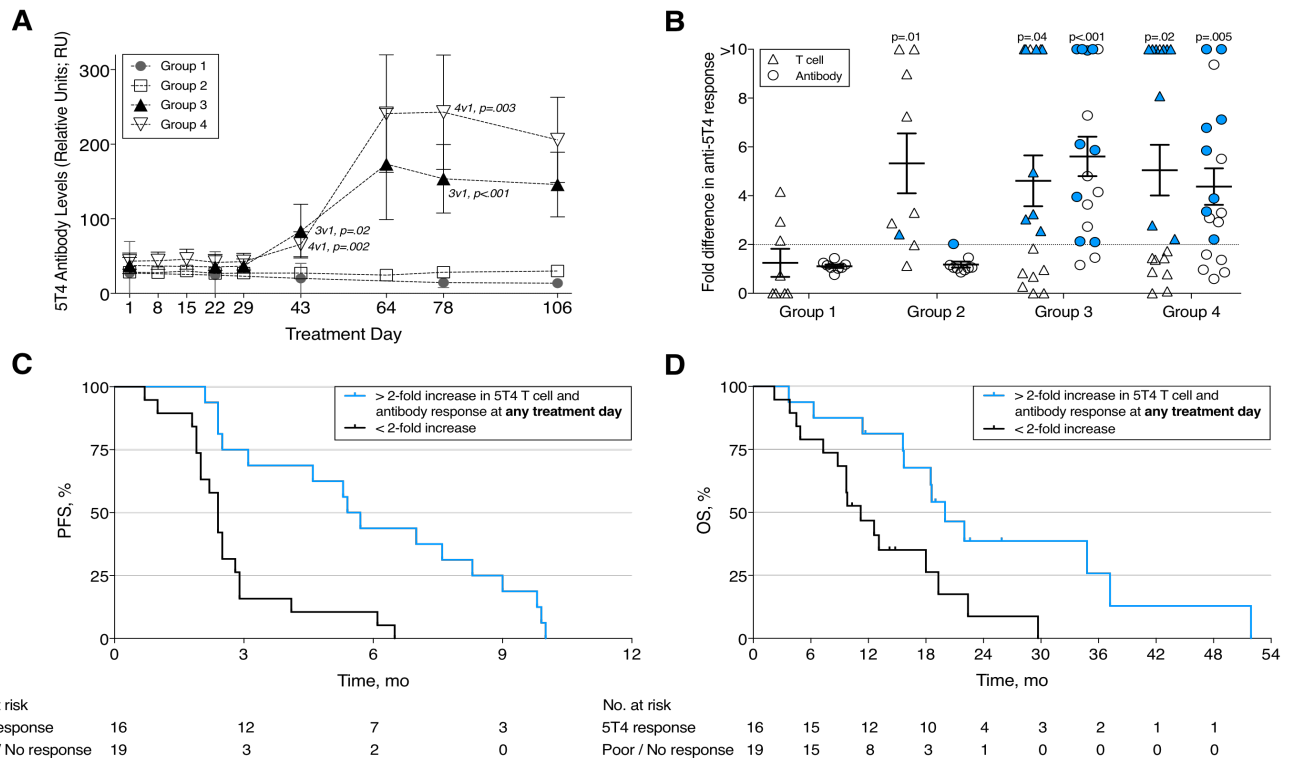 A
5T4 Antibody Levels (Relative Units; RU)
300
200
100
0
Group 1
Group 2
Group 3
Group 4
4v1, p=.003
3v1, p<.001
3v1, p=.02
4v1, p=.002
1 8 15 22 29 43 64 78 106
Treatment Day
B
Fold difference in anti-5T4 response
p=.01 p=.04 p<.001 p=.02 p=.005
≥10
8
6
4
2
0
T cell
Antibody
Group 1 Group 2 Group 3 Group 4
C
PFS, %
100
75
50
25
0
> 2-fold increase in 5T4 T cell and
antibody response at any treatment day
< 2-fold increase
0 3 6 9 12
Time, mo
t risk
esponse 16 12 7 3
/ No response 19 3 2 0
D
OS, %
100
75
50
25
0
> 2-fold increase in 5T4 T cell and
antibody response at any treatment day
< 2-fold increase
0 6 12 18 24 30 36 42 48 54
Time, mo
No. at risk
5T4 response 16 15 12 10 4 3 2 1 1
Poor / No response 19 15 8 3 1 0 0 0 0